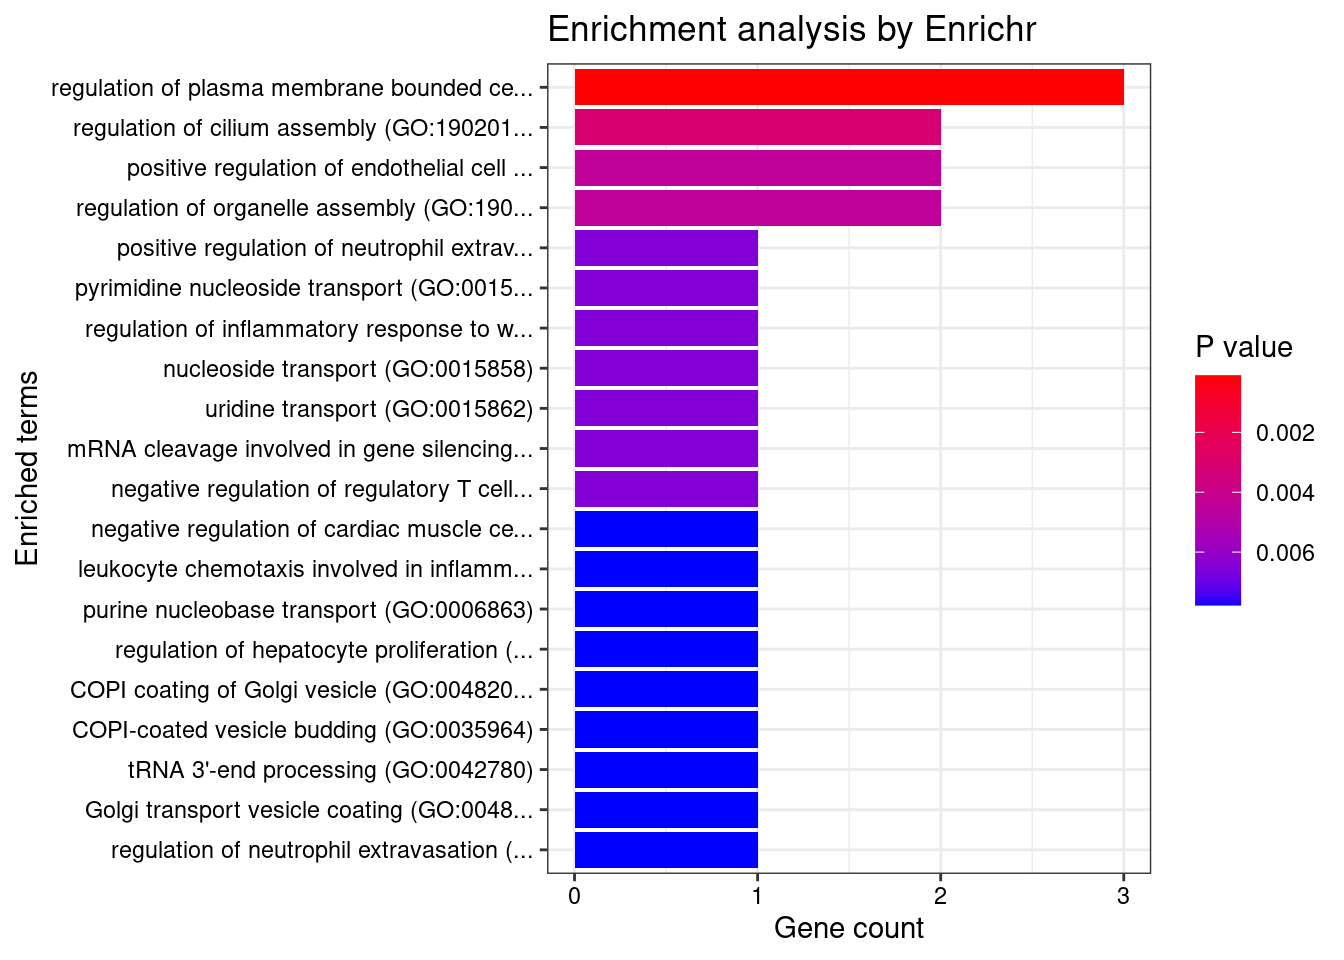 Enrichment analysis by Enrichr
regulation of plasma membrane bounded ce...
regulation of cilium assembly (GO:190201...
positive regulation of endothelial cell ...
regulation of organelle assembly (GO:190...
positive regulation of neutrophil extrav...
pyrimidine nucleoside transport (GO:0015...
regulation of inflammatory response to w...
nucleoside transport (GO:0015858)
uridine transport (GO:0015862)
mRNA cleavage involved in gene silencing...
negative regulation of regulatory T cell...
negative regulation of cardiac muscle ce...
leukocyte chemotaxis involved in inflamm...
purine nucleobase transport (GO:0006863)
regulation of hepatocyte proliferation (...
COPI coating of Golgi vesicle (GO:004820...
COPI-coated vesicle budding (GO:0035964)
tRNA 3'-end processing (GO:0042780)
Golgi transport vesicle coating (GO:0048...
regulation of neutrophil extravasation (...
Enriched terms
0 1 2 3
Gene count
P value
0.002
0.004
0.006